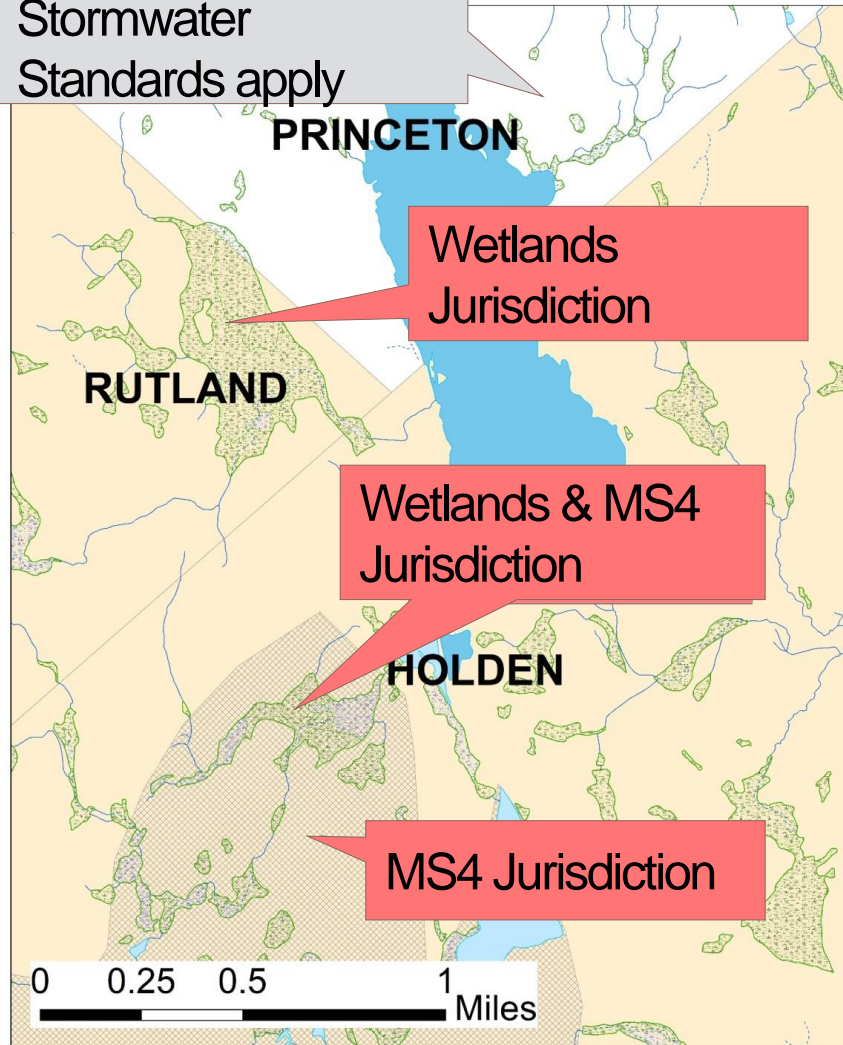 Stormwater
Standards apply
PRINCETON
Wetlands
Jurisdiction
RUTLAND
Wetlands & MS4
Jurisdiction
HOLDEN
MS4 Jurisdiction
0 0.25 0.5 1
Miles